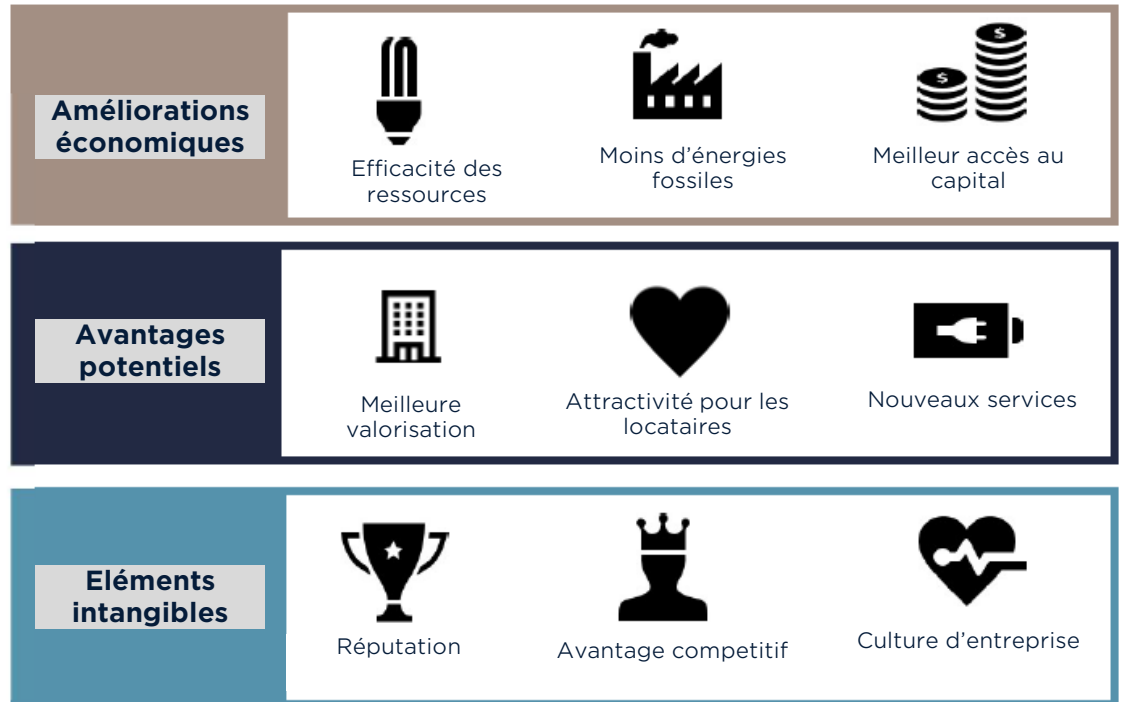 Améliorations
économiques
Efficacité des
ressources
Moins d’énergies
fossiles
$
$
Meilleur accès au
capital
Avantages
potentiels
Meilleure
valorisation
Attractivité pour les
locataires
Nouveaux services
Eléments
intangibles
Réputation
Avantage competitif
Culture d’entreprise